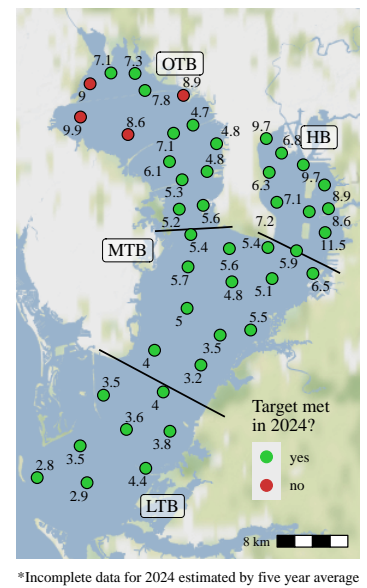 7.1 7.3
OTB
9 7.8 8.9
9.9 8.6 4.7
7.1 4.8
9.7
6.8 HB
6.1 4.8
6.3 9.7
5.3
7.1 8.9
5.2 5.6
7.2 8.6
11.5
MTB
5.4 5.4
5.6 5.9
5.7
4.8 5.1 6.5
5
3.5 5.5
4
3.2
3.5
4
Target met
in 2024?
yes
no
3.6
3.8
3.5
2.8
2.9 4.4
LTB
8 km
*Incomplete data for 2024 estimated by five year average